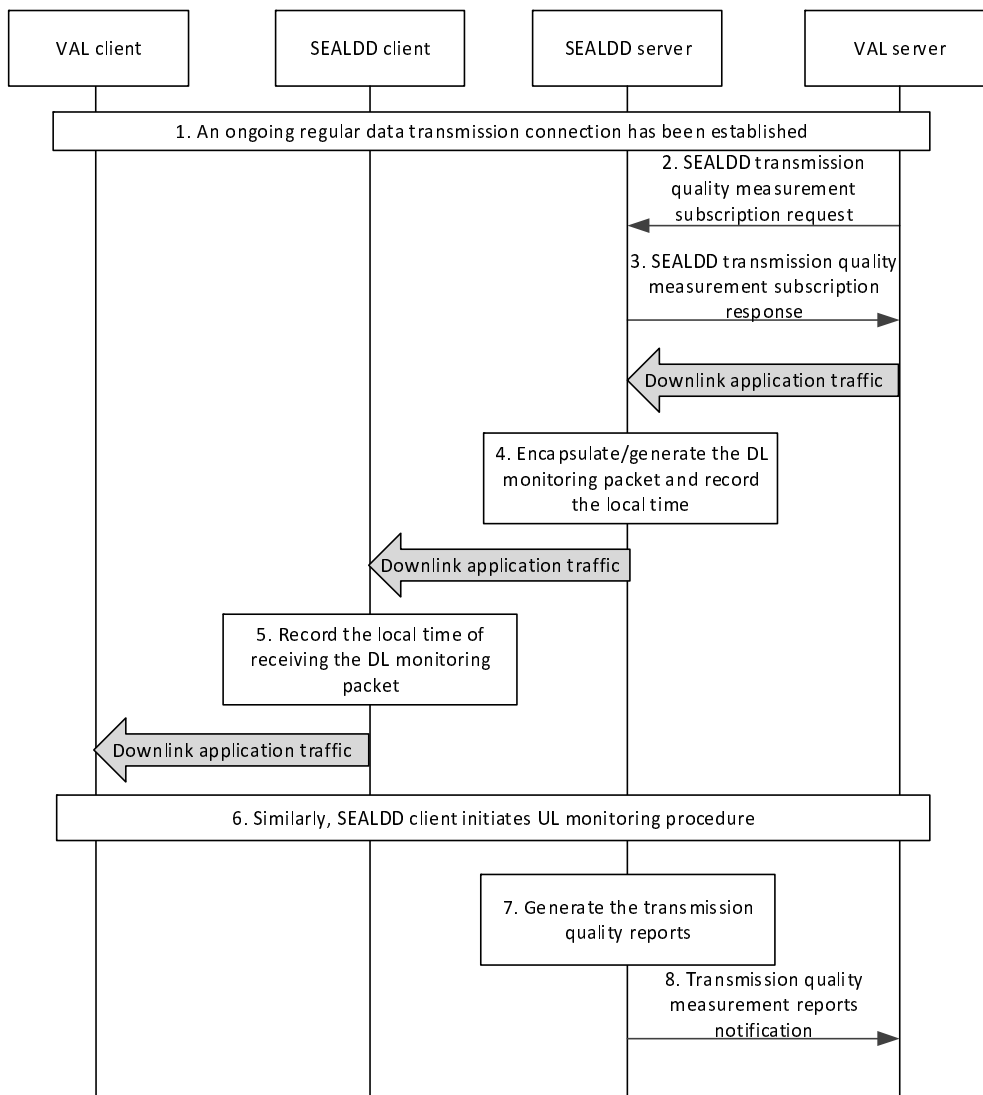 VAL client
SEALDD client
SEALDD server
VAL server
1. An ongoing regular data transmission connection has been established
2. SEALDD transmission
quality measurement
subscription request
3. SEALDD transmission quality
measurement subscription
response
Downlink application traffic
4. Encapsulate/generate the DL
monitoring packet and record
the local time
Downlink application traffic
5. Record the local time of
receiving the DL monitoring
packet
Downlink application traffic
6. Similarly, SEALDD client initiates UL monitoring procedure
7. Generate the transmission
quality reports
8. Transmission quality
measurement reports
notification